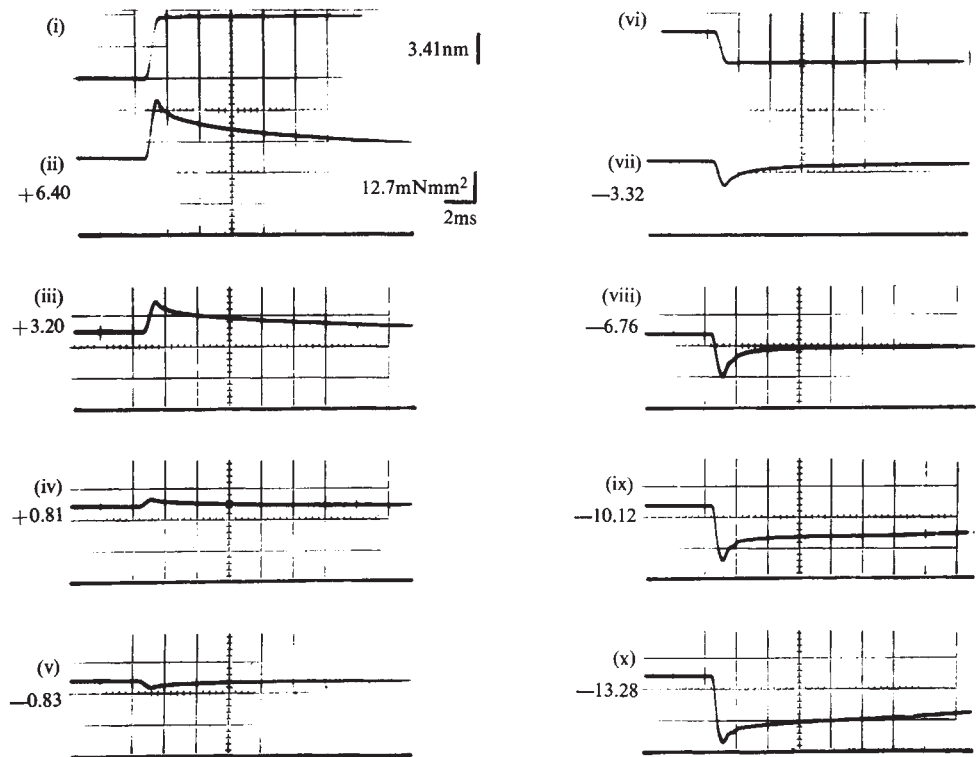 (i)
3.41nm
(ii)
+6.40
12.7mNmm²
2ms
(iii)
+3.20
(iv)
+0.81
(v)
—0.83
(vi)
(vii)
—3.32
(viii)
—6.76
(ix)
—10.12
(x)
—13.28